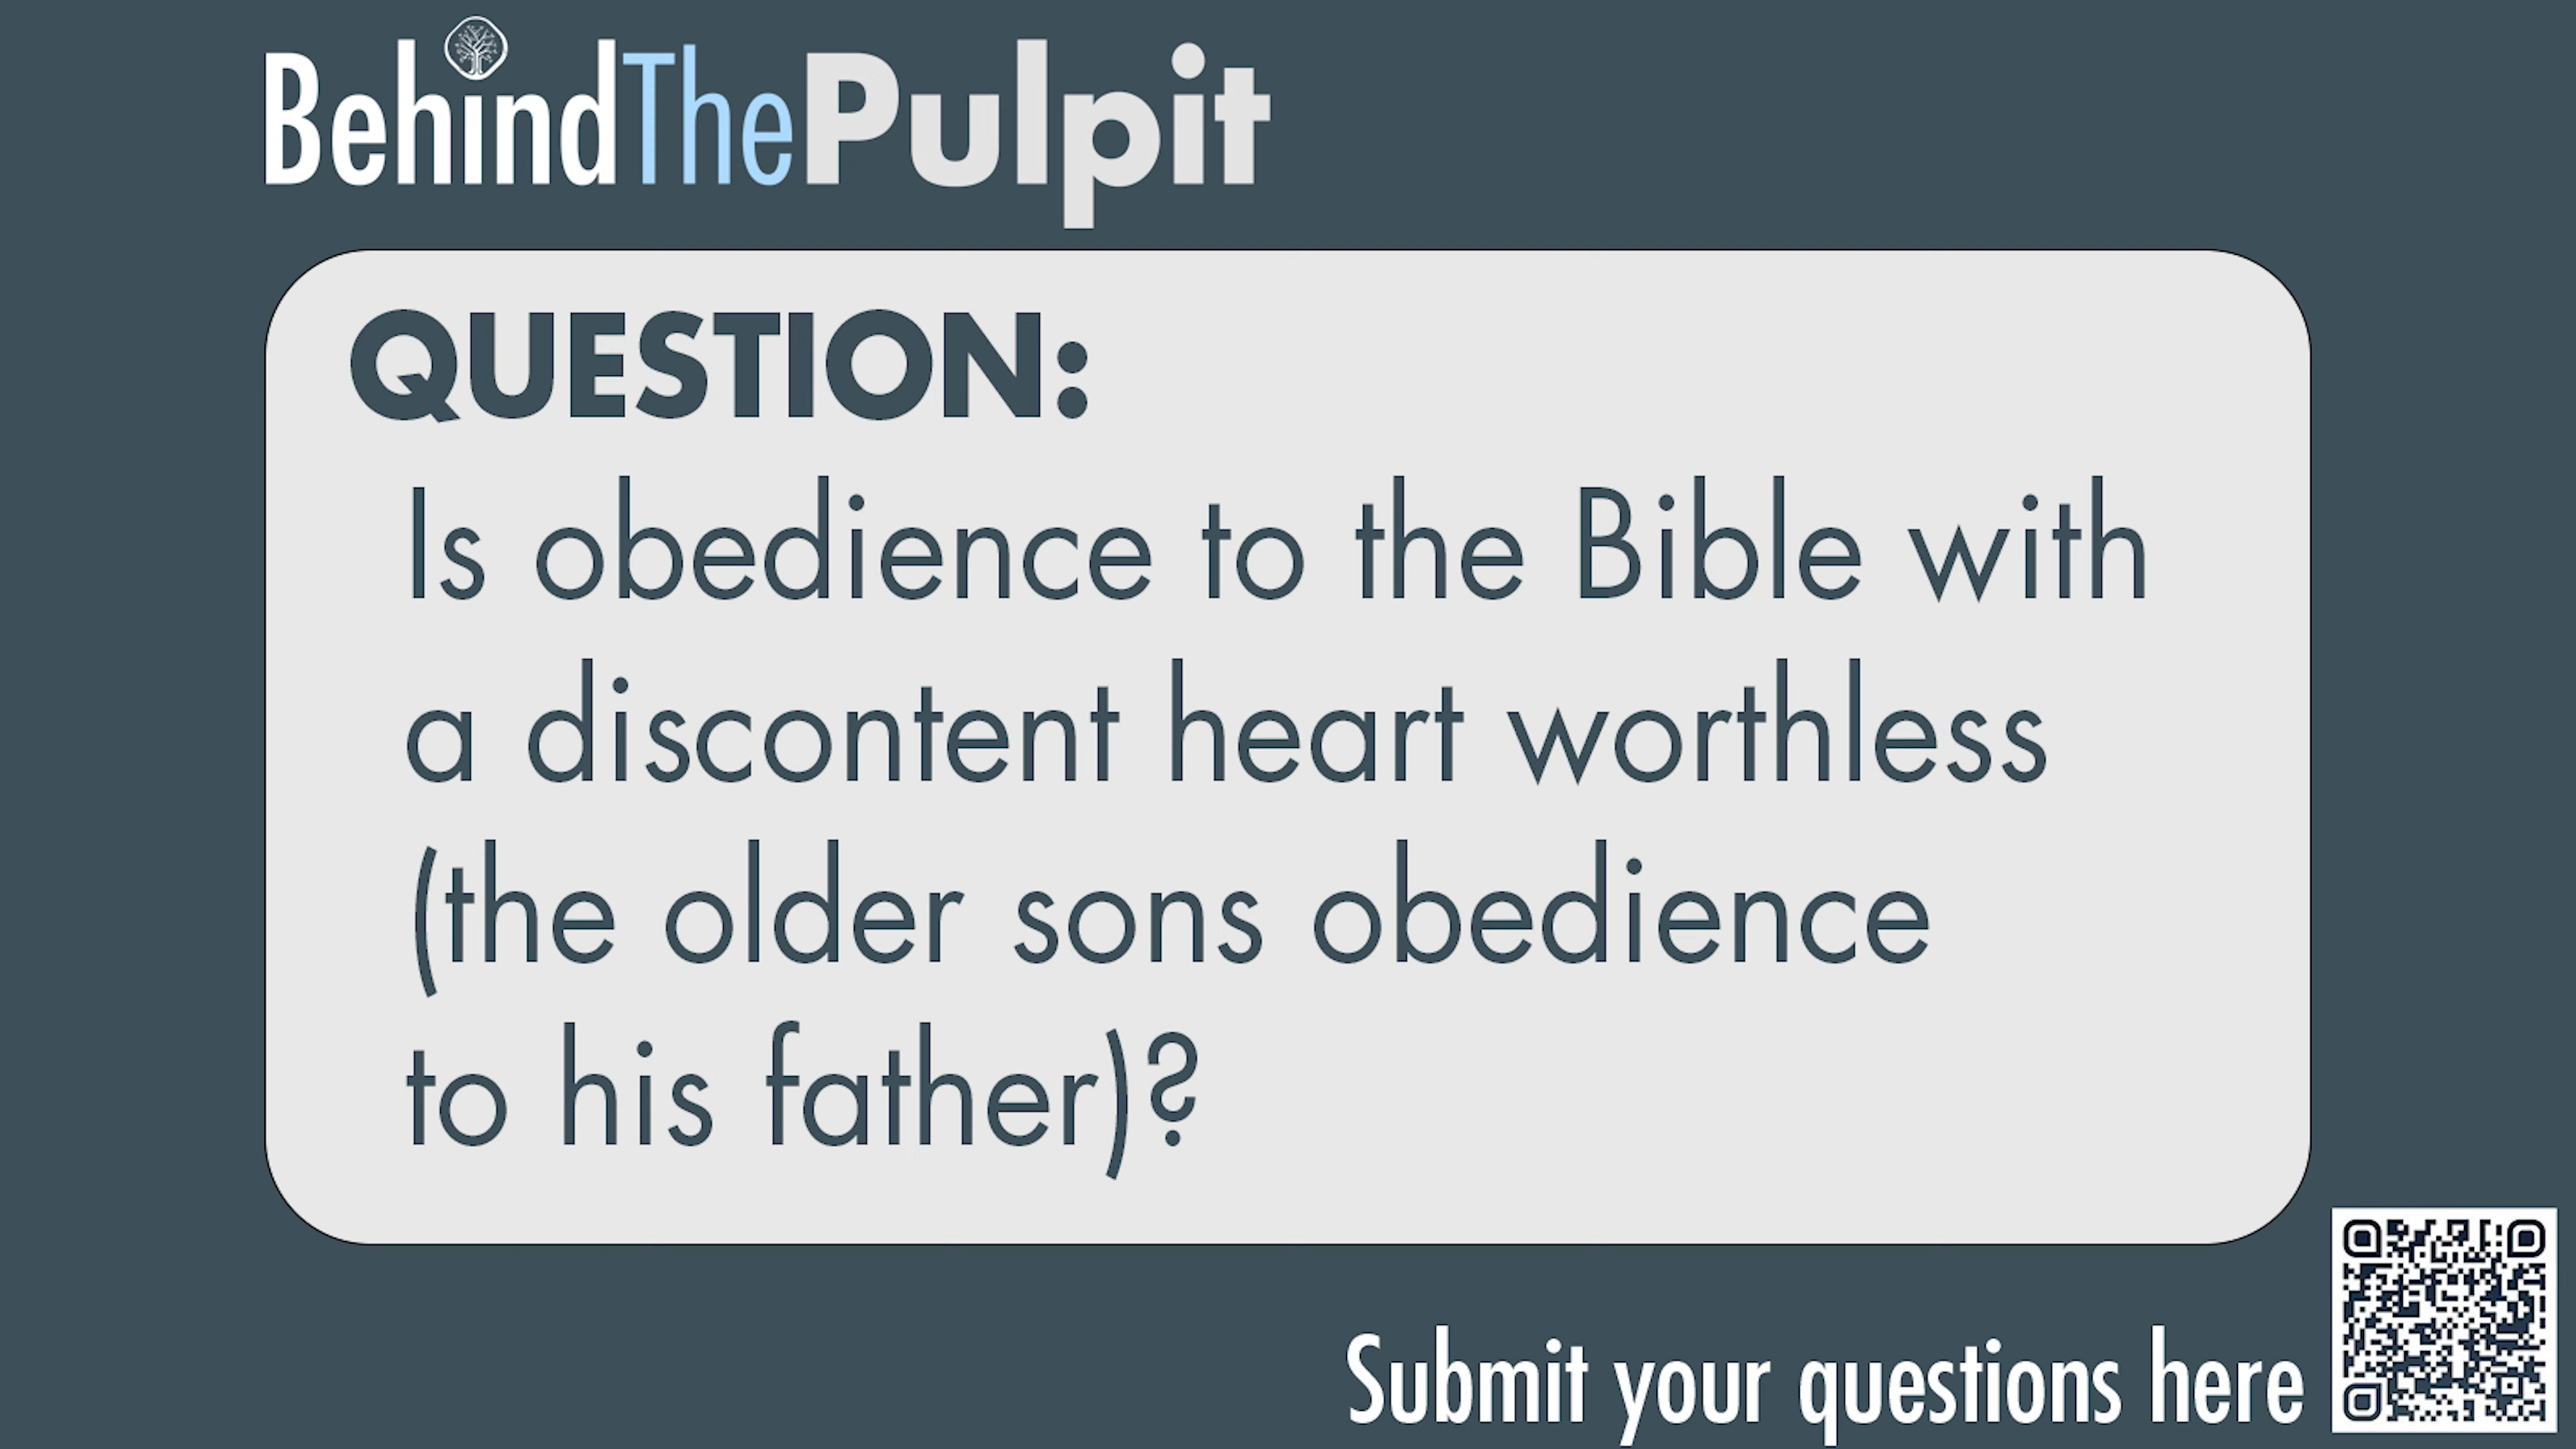 BehindThePulpit
QUESTION:
Is obedience to the Bible with
a discontent heart worthless
(the older sons obedience
to his father)?
Submit your questions here